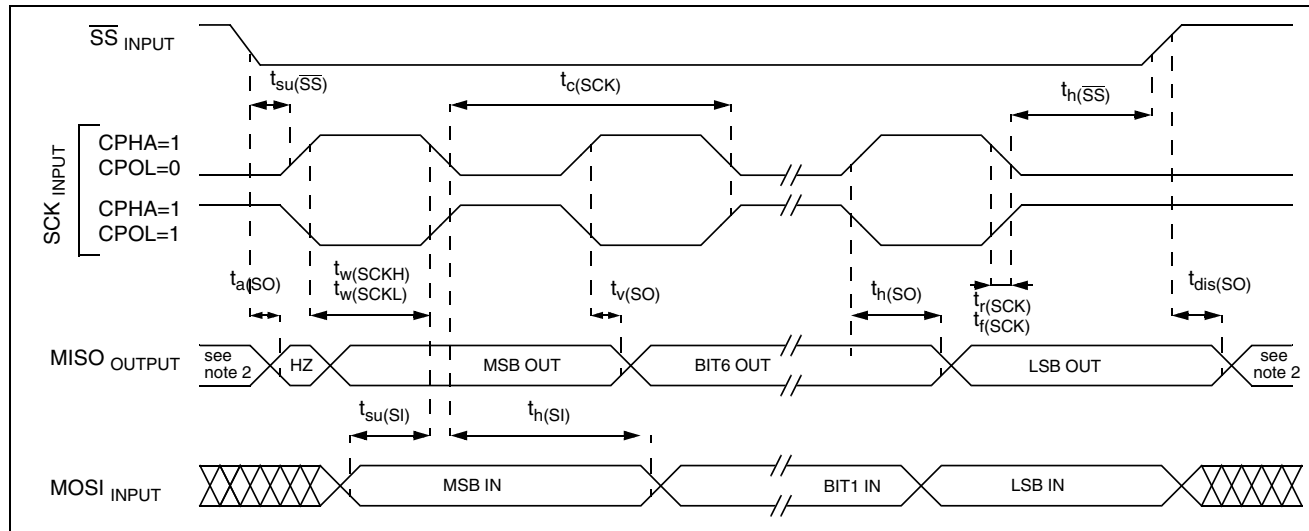 SS INPUT
tsu(SS)
tc(SCK)
th(SS)
SCK INPUT
CPHA=1
CPOL=0
CPHA=1
CPOL=1
ta(SO)
tw(SCKH)
tw(SCKL)
tv(SO)
th(SO)
tr(SCK)
tf(SCK)
tdis(SO)
MISO OUTPUT
see
note 2
HZ
MSB OUT
BIT6 OUT
LSB OUT
see
note 2
tsu(SI)
th(SI)
MOSI INPUT
MSB IN
BIT1 IN
LSB IN